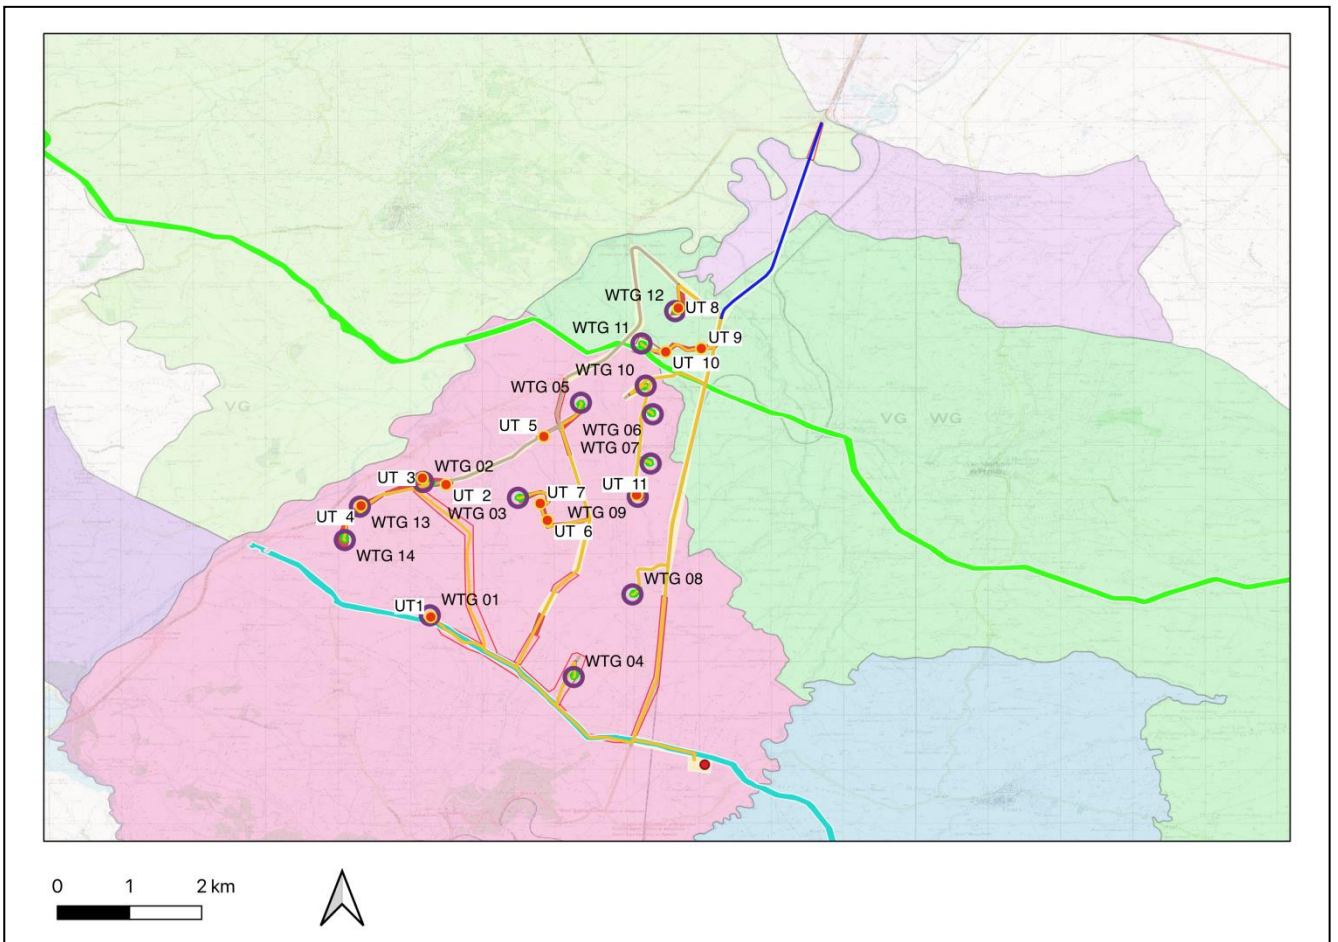 WTG 12
UT 8
WTG 11
UT 9
UT 10
WTG 10
WTG 05
VG
VG WG
WTG 06
UT 5
WTG 07
WTG 02
UT 3
UT 2
UT 11
UT 7
WTG 03
WTG 09
UT 4
WTG 13
UT 6
WTG 14
WTG 08
UT1
WTG 01
WTG 04
0 1 2 km